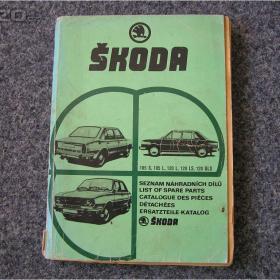 ŠKODA
105 S, 105 L, 120 L, 120 LS, 120 GLS
SEZNAM NÁHRADNÍCH DÍLŮ
LIST OF SPARE PARTS
CATALOGUE DES PIÈCES
DÉTACHÉES
ERSATZTEILE-KATALOG
ŠKODA